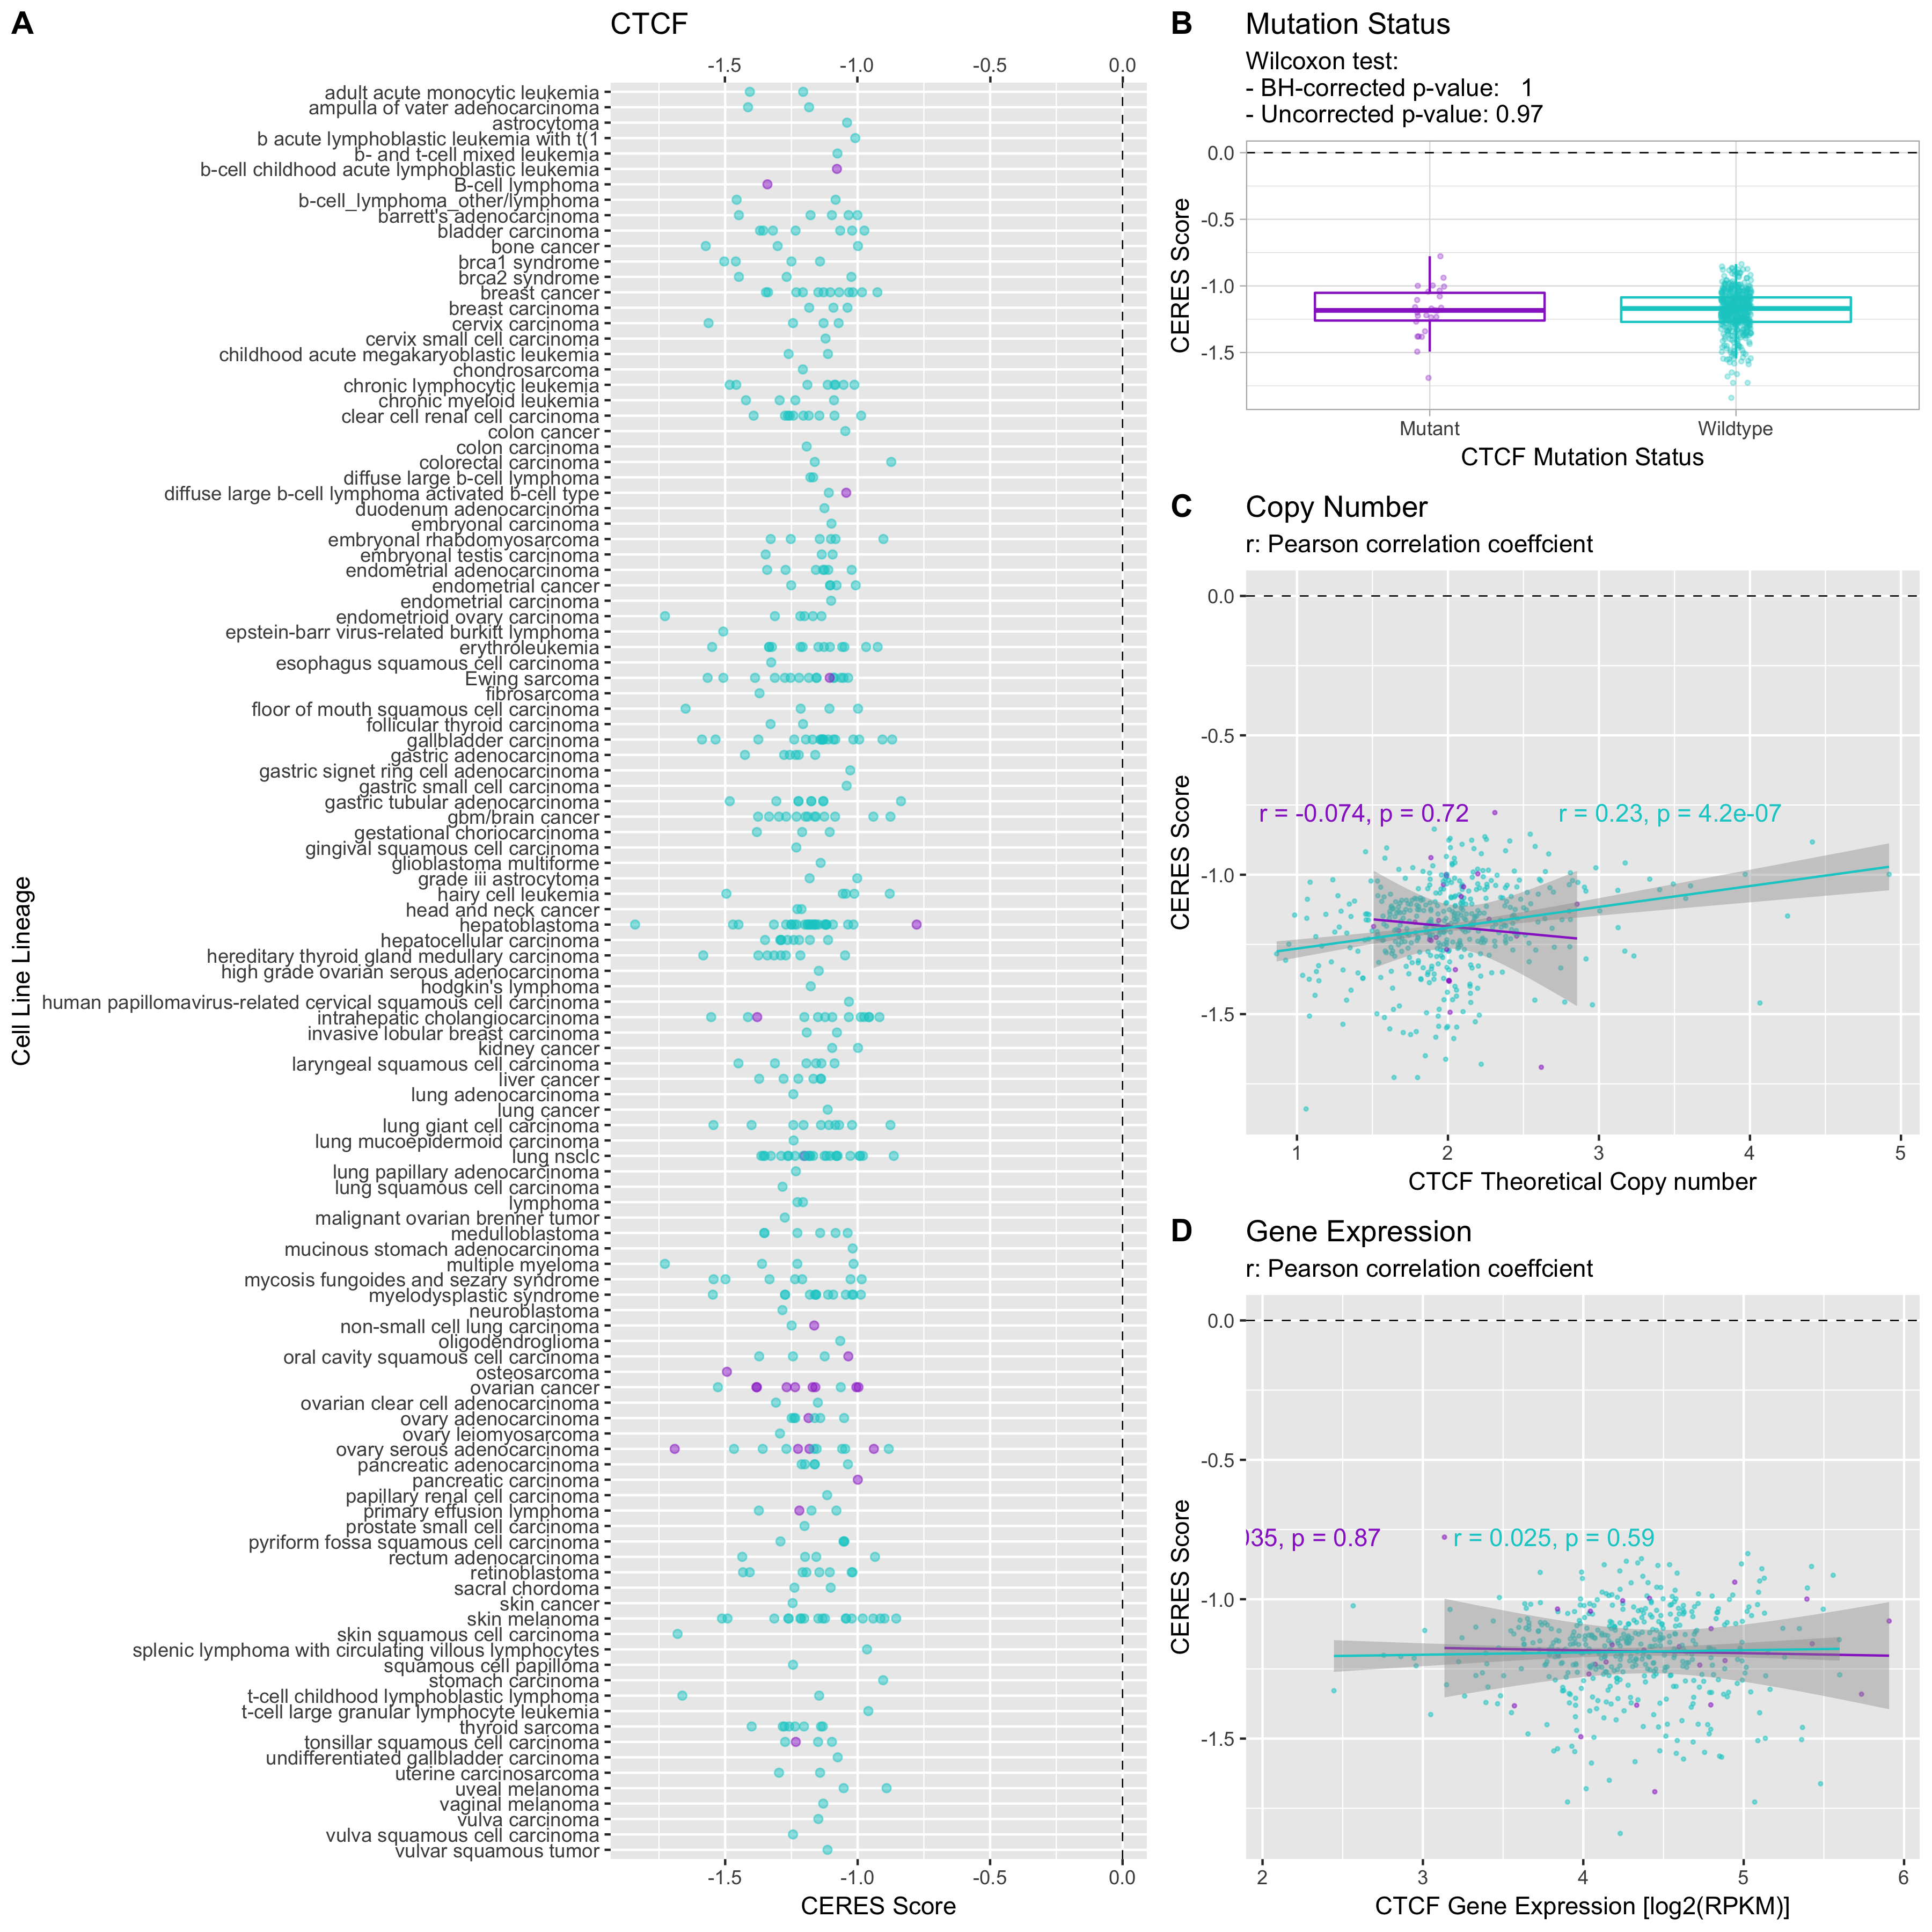 A
CTCF
-1.5 -1.0 -0.5 0.0
Cell Line Lineage
adult acute monocytic leukemia
ampulla of vater adenocarcinoma
astrocytoma
b acute lymphoblastic leukemia with t(1
b- and t-cell mixed leukemia
b-cell childhood acute lymphoblastic leukemia
B-cell lymphoma
b-cell_lymphoma_other/lymphoma
barrett's adenocarcinoma
bladder carcinoma
bone cancer
brca1 syndrome
brca2 syndrome
breast cancer
breast carcinoma
cervix carcinoma
cervix small cell carcinoma
childhood acute megakaryoblastic leukemia
chondrosarcoma
chronic lymphocytic leukemia
chronic myeloid leukemia
clear cell renal cell carcinoma
colon cancer
colon carcinoma
colorectal carcinoma
diffuse large b-cell lymphoma
diffuse large b-cell lymphoma activated b-cell type
duodenum adenocarcinoma
embryonal carcinoma
embryonal rhabdomyosarcoma
embryonal testis carcinoma
endometrial adenocarcinoma
endometrial cancer
endometrial carcinoma
endometrioid ovary carcinoma
epstein-barr virus-related burkitt lymphoma
erythroleukemia
esophagus squamous cell carcinoma
Ewing sarcoma
fibrosarcoma
floor of mouth squamous cell carcinoma
follicular thyroid carcinoma
gallbladder carcinoma
gastric adenocarcinoma
gastric signet ring cell adenocarcinoma
gastric small cell carcinoma
gastric tubular adenocarcinoma
gbm/brain cancer
gestational choriocarcinoma
gingival squamous cell carcinoma
glioblastoma multiforme
grade iii astrocytoma
hairy cell leukemia
head and neck cancer
hepatoblastoma
hepatocellular carcinoma
hereditary thyroid gland medullary carcinoma
high grade ovarian serous adenocarcinoma
hodgkin's lymphoma
human papillomavirus-related cervical squamous cell carcinoma
intrahepatic cholangiocarcinoma
invasive lobular breast carcinoma
kidney cancer
laryngeal squamous cell carcinoma
liver cancer
lung adenocarcinoma
lung cancer
lung giant cell carcinoma
lung mucoepidermoid carcinoma
lung nsclc
lung papillary adenocarcinoma
lung squamous cell carcinoma
lymphoma
malignant ovarian brenner tumor
medulloblastoma
mucinous stomach adenocarcinoma
multiple myeloma
mycosis fungoides and sezary syndrome
myelodysplastic syndrome
neuroblastoma
non-small cell lung carcinoma
oligodendroglioma
oral cavity squamous cell carcinoma
osteosarcoma
ovarian cancer
ovarian clear cell adenocarcinoma
ovary adenocarcinoma
ovary leiomyosarcoma
ovary serous adenocarcinoma
pancreatic adenocarcinoma
pancreatic carcinoma
papillary renal cell carcinoma
primary effusion lymphoma
prostate small cell carcinoma
pyriform fossa squamous cell carcinoma
rectum adenocarcinoma
retinoblastoma
sacral chordoma
skin cancer
skin melanoma
skin squamous cell carcinoma
splenic lymphoma with circulating villous lymphocytes
squamous cell papilloma
stomach carcinoma
t-cell childhood lymphoblastic lymphoma
t-cell large granular lymphocyte leukemia
thyroid sarcoma
tonsillar squamous cell carcinoma
undifferentiated gallbladder carcinoma
uterine carcinosarcoma
uveal melanoma
vaginal melanoma
vulva carcinoma
vulva squamous cell carcinoma
vulvar squamous tumor
-1.5 -1.0 -0.5 0.0
CERES Score
B
Mutation Status
Wilcoxon test:
- BH-corrected p-value: 1
- Uncorrected p-value: 0.97
CERES Score
0.0
-0.5
-1.0
-1.5
Mutant Wildtype
CTCF Mutation Status
C
Copy Number
r: Pearson correlation coeffcient
CERES Score
0.0
-0.5
-1.0
-1.5
r = -0.074, p = 0.72
r = 0.23, p = 4.2e-07
1 2 3 4 5
CTCF Theoretical Copy number
D
Gene Expression
r: Pearson correlation coeffcient
CERES Score
0.0
-0.5
-1.0
-1.5
035, p = 0.87
r = 0.025, p = 0.59
2 3 4 5 6
CTCF Gene Expression [log2(RPKM)]